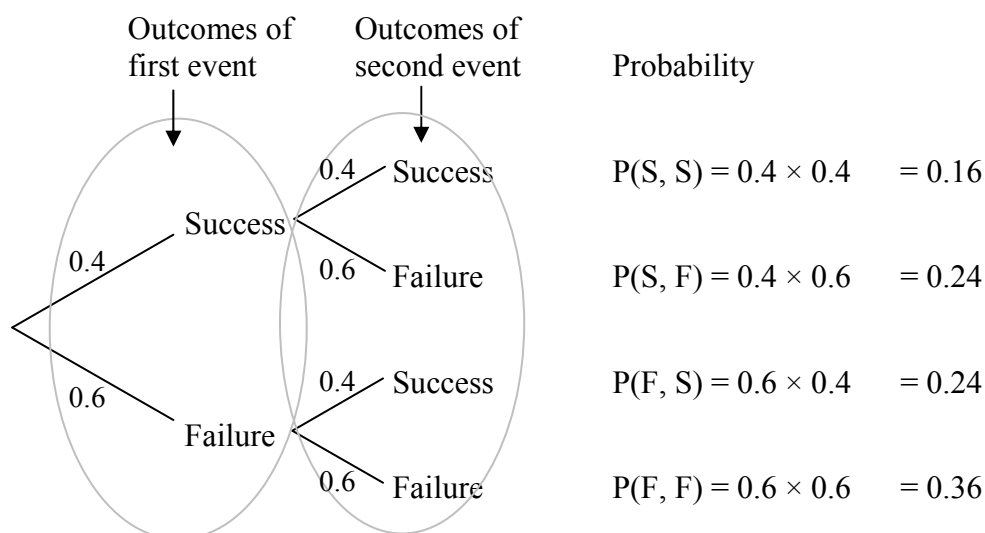 Outcomes of
first event
Outcomes of
second event
Probability
0.4
Success
P(S, S) = 0.4 × 0.4 = 0.16
Success
0.4
0.6
Failure
P(S, F) = 0.4 × 0.6 = 0.24
0.6
0.4
Success
P(F, S) = 0.6 × 0.4 = 0.24
Failure
0.6
Failure
P(F, F) = 0.6 × 0.6 = 0.36